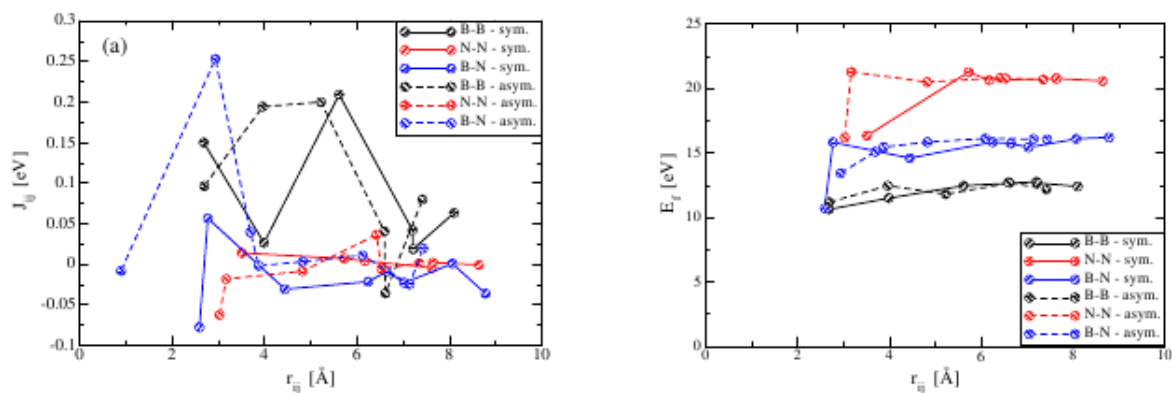 0.3
0.25
0.2
0.15
0.1
0.05
0
-0.05
-0.1
J_ij [eV]
(a)
B-B - sym.
N-N - sym.
B-N - sym.
B-B - asym.
N-N - asym.
B-N - asym.
0 2 4 6 8 10
r_ij [Å]
25
20
15
10
5
0
E_f [eV]
B-B - sym.
N-N - sym.
B-N - sym.
B-B - asym.
N-N - asym.
B-N - asym.
0 2 4 6 8 10
r_ij [Å]